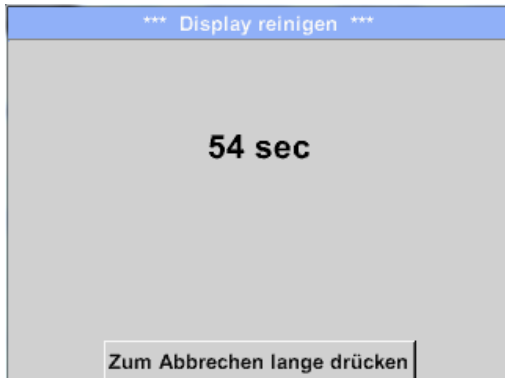 *** Display reinigen ***
54 sec
Zum Abbrechen lange drücken